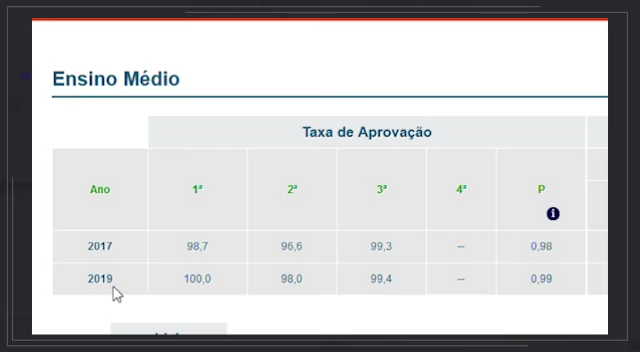 Ensino Médio
Taxa de Aprovação
Ano 1ª 2ª 3ª 4ª P
2017 98,7 96,6 99,3 -- 0,98
2019 100,0 98,0 99,4 -- 0,99